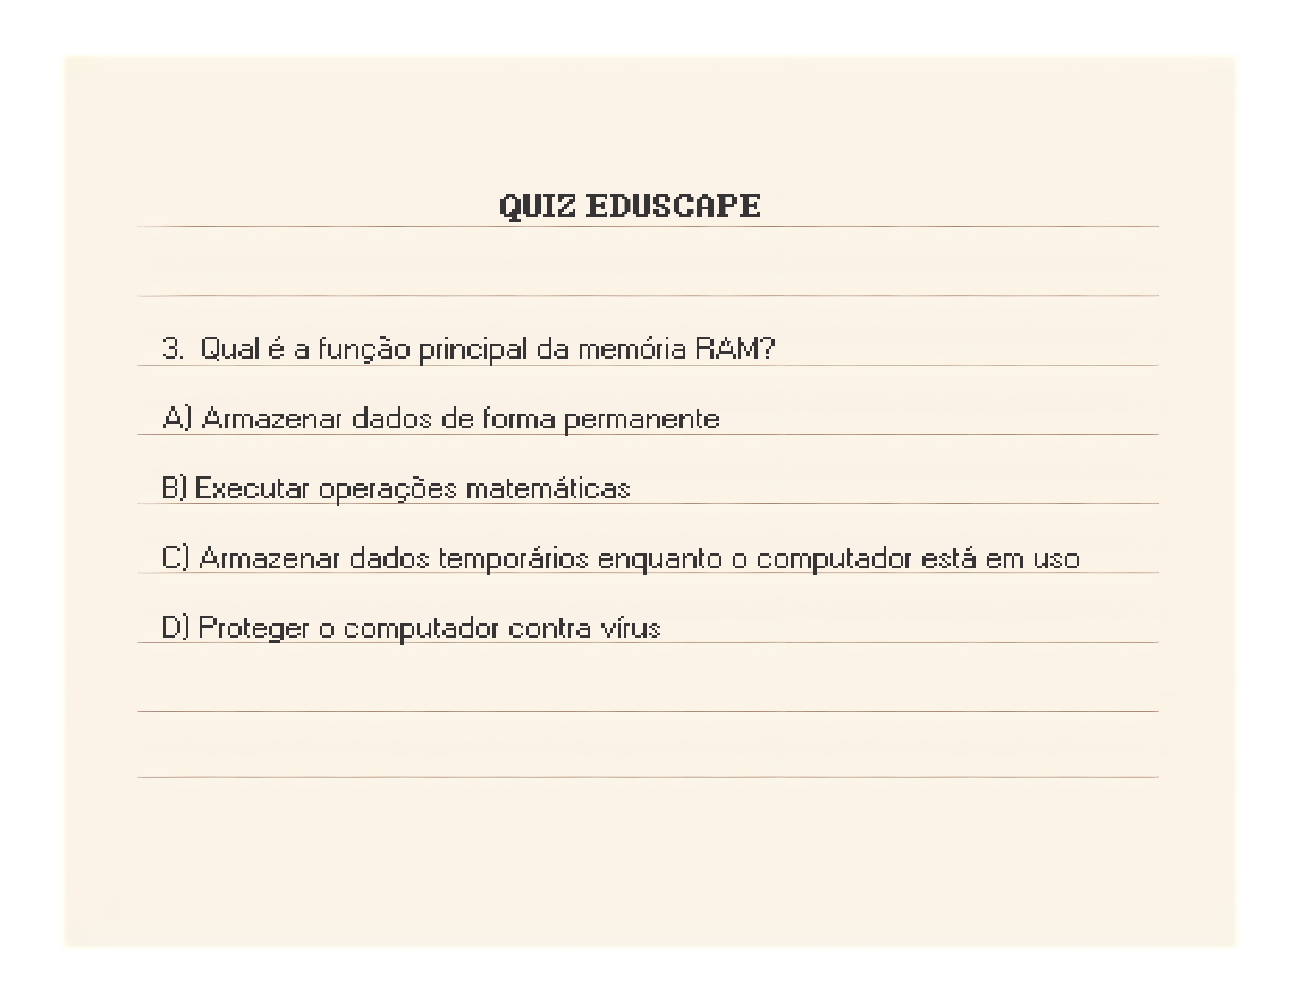 QUIZ EDUSCAPE
3. Qual é a função principal da memória RAM?
A) Armazenar dados de forma permanente
B) Executar operações matemáticas
C) Armazenar dados temporários enquanto o computador está em uso
D) Proteger o computador contra vírus